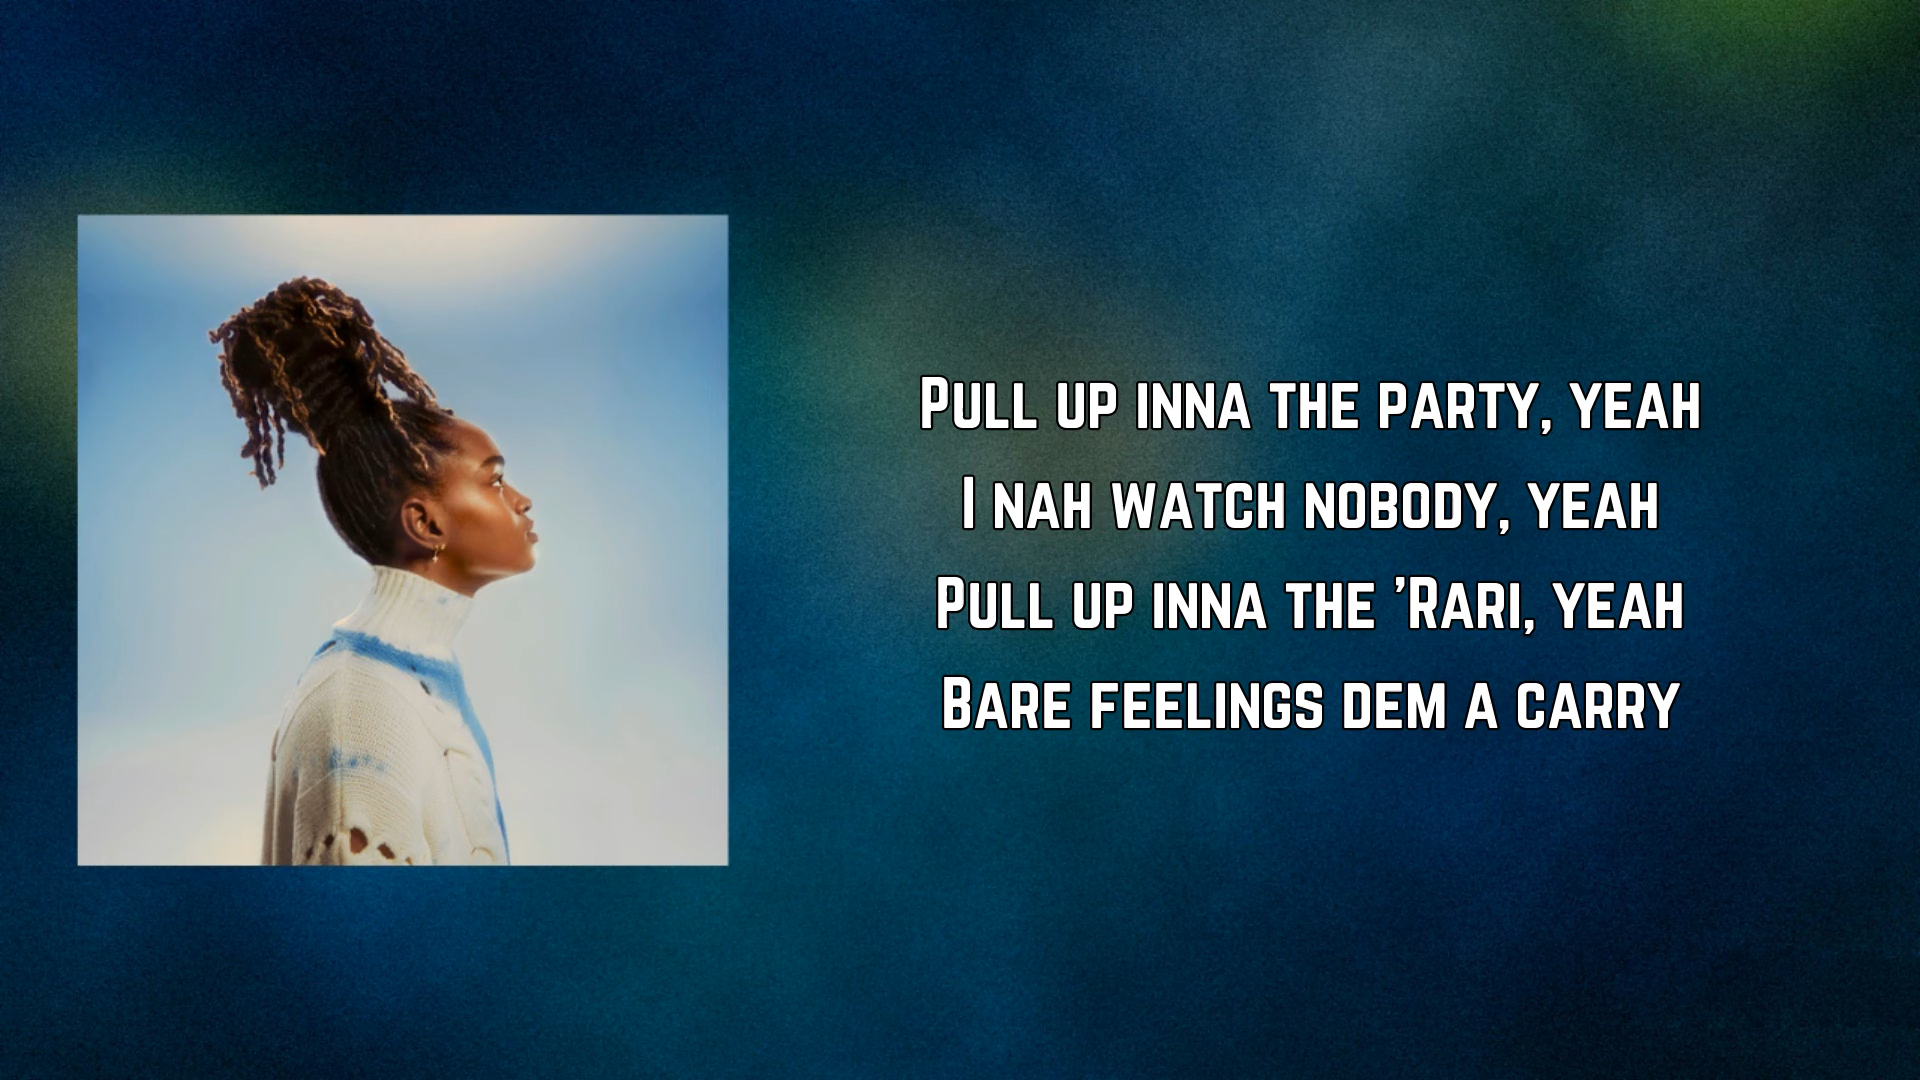 Pull up inna the party, yeah
I nah watch nobody, yeah
Pull up inna the 'Rari, yeah
Bare feelings dem a carry